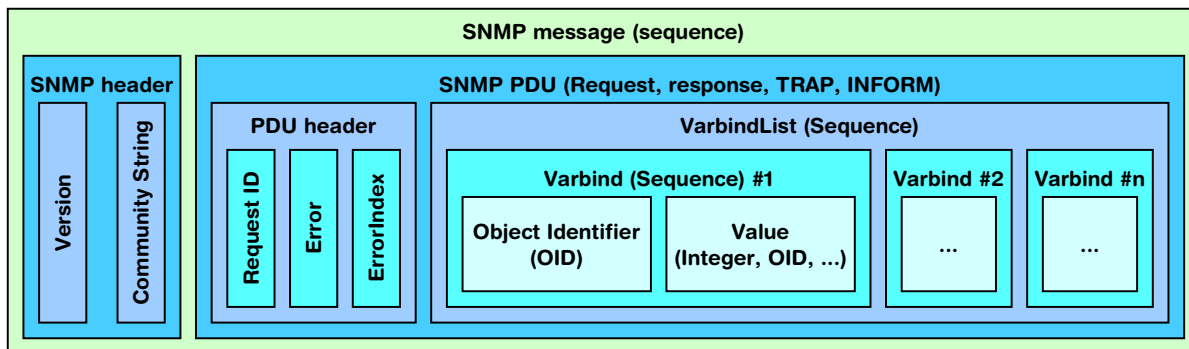 SNMP message (sequence)
SNMP header
Version
Community String
SNMP PDU (Request, response, TRAP, INFORM)
PDU header
Request ID
Error
ErrorIndex
VarbindList (Sequence)
Varbind (Sequence) #1
Object Identifier
(OID)
Value
(Integer, OID, ...)
Varbind #2
...
Varbind #n
...